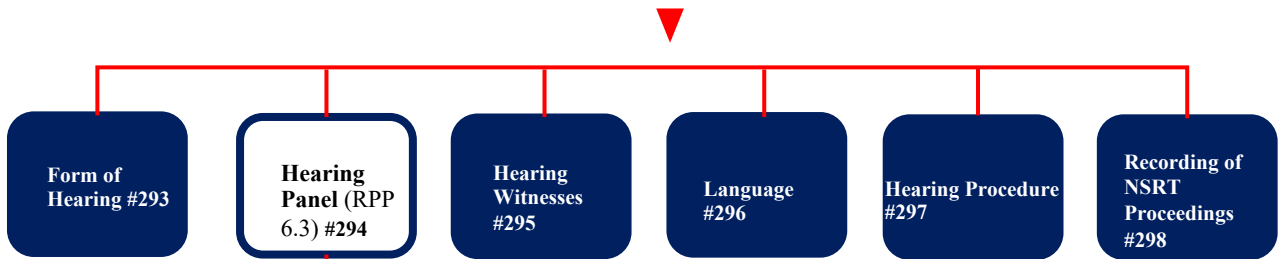 Form of
Hearing #293
Hearing
Panel (RPP
6.3) #294
Hearing
Witnesses
#295
Language
#296
Hearing Procedure
#297
Recording of
NSRT
Proceedings
#298